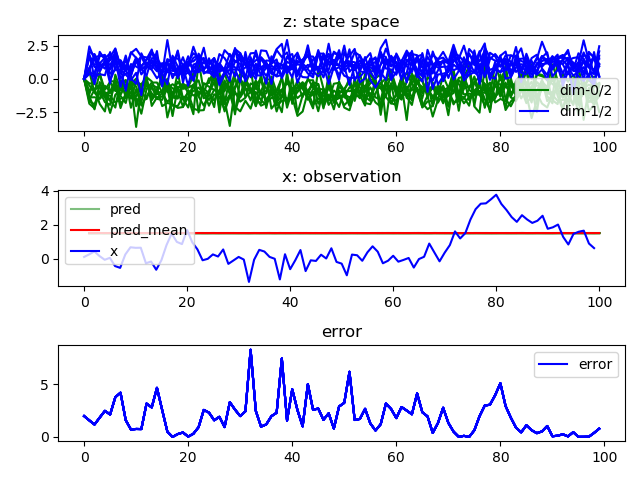 z: state space
2.5
0.0
−2.5
dim-0/2
dim-1/2
0 20 40 60 80 100
x: observation
4
2
0
pred
pred_mean
x
0 20 40 60 80 100
error
5
0
error
0 20 40 60 80 100